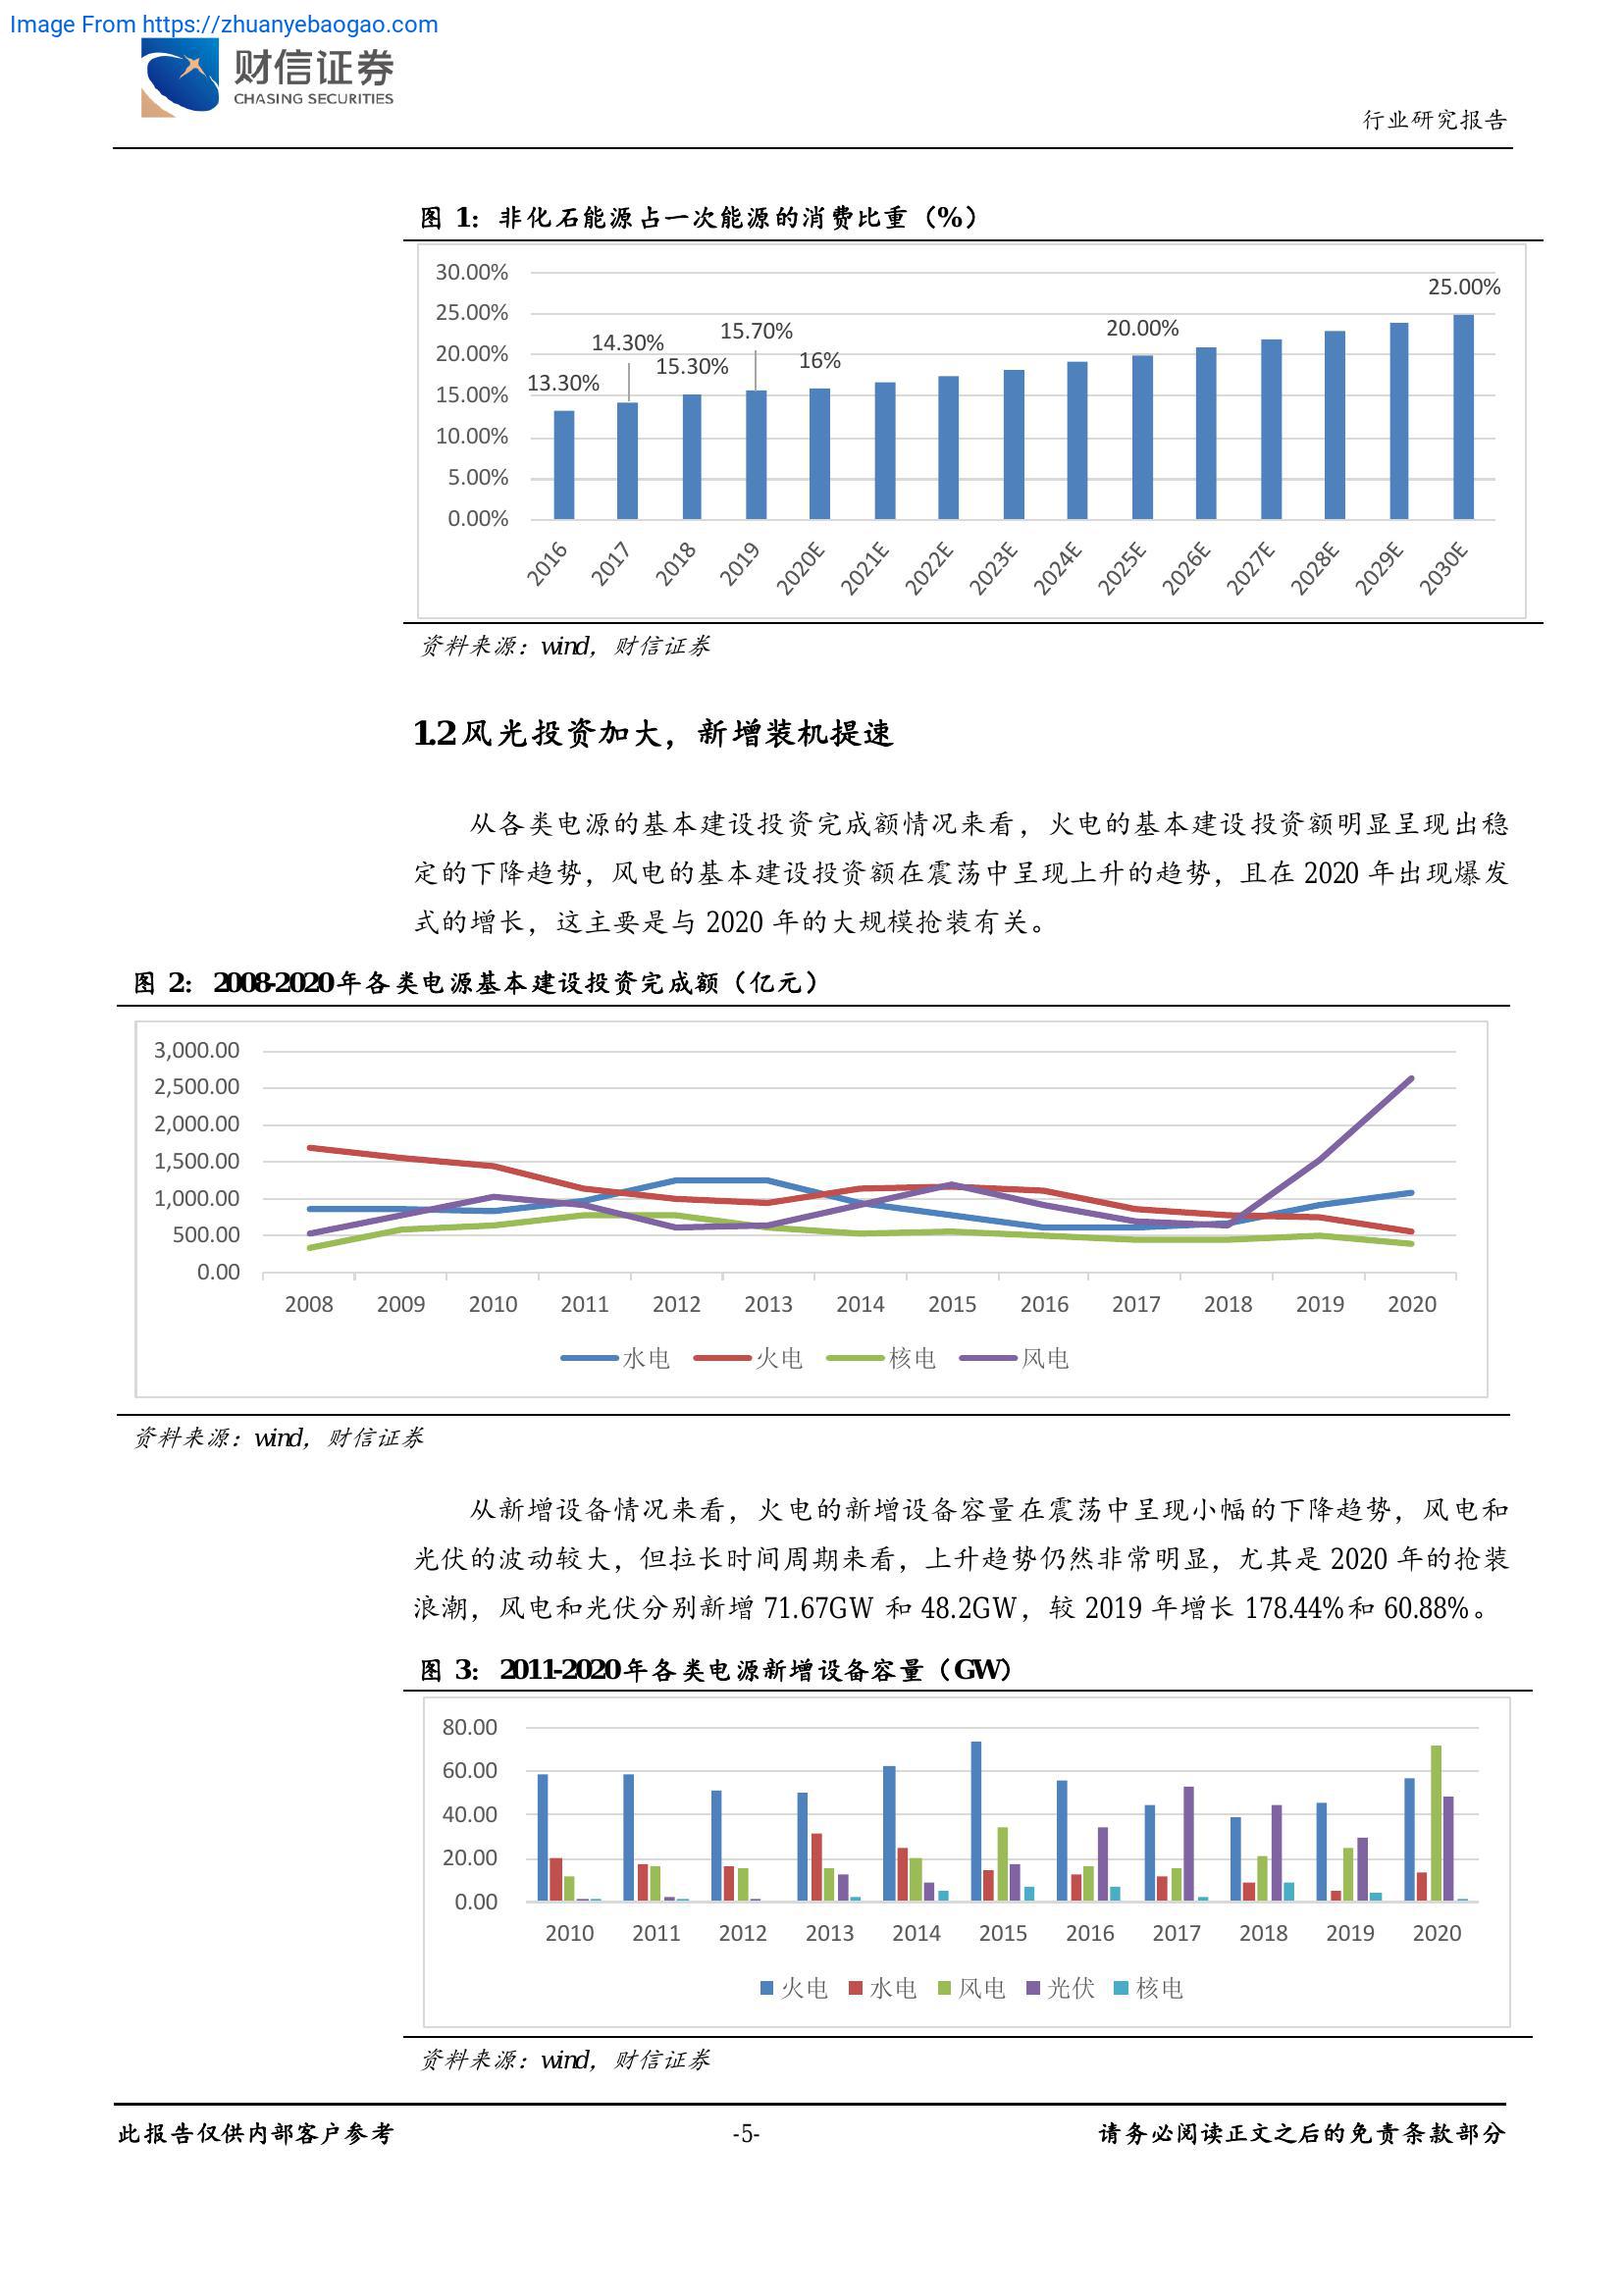 Image From https://zhuanyebaogao.com
财信证券
CHASING SECURITIES
行业研究报告
图 1：非化石能源占一次能源的消费比重（%）
30.00%
25.00%
20.00%
15.00%
10.00%
5.00%
0.00%
13.30%
14.30%
15.30%
15.70%
16%
20.00%
25.00%
2016 2017 2018 2019 2020E 2021E 2022E 2023E 2024E 2025E 2026E 2027E 2028E 2029E 2030E
资料来源：wind，财信证券
1.2 风光投资加大，新增装机提速
从各类电源的基本建设投资完成额情况来看，火电的基本建设投资额明显呈现出稳
定的下降趋势，风电的基本建设投资额在震荡中呈现上升的趋势，且在 2020 年出现爆发
式的增长，这主要是与 2020 年的大规模抢装有关。
图 2：2008-2020 年各类电源基本建设投资完成额（亿元）
3,000.00
2,500.00
2,000.00
1,500.00
1,000.00
500.00
0.00
2008 2009 2010 2011 2012 2013 2014 2015 2016 2017 2018 2019 2020
水电 火电 核电 风电
资料来源：wind，财信证券
从新增设备情况来看，火电的新增设备容量在震荡中呈现小幅的下降趋势，风电和
光伏的波动较大，但拉长时间周期来看，上升趋势仍然非常明显，尤其是 2020 年的抢装
浪潮，风电和光伏分别新增 71.67GW 和 48.2GW，较 2019 年增长 178.44%和 60.88%。
图 3：2011-2020 年各类电源新增设备容量（GW）
80.00
60.00
40.00
20.00
0.00
2010 2011 2012 2013 2014 2015 2016 2017 2018 2019 2020
火电 水电 风电 光伏 核电
资料来源：wind，财信证券
此报告仅供内部客户参考 -5- 请务必阅读正文之后的免责条款部分